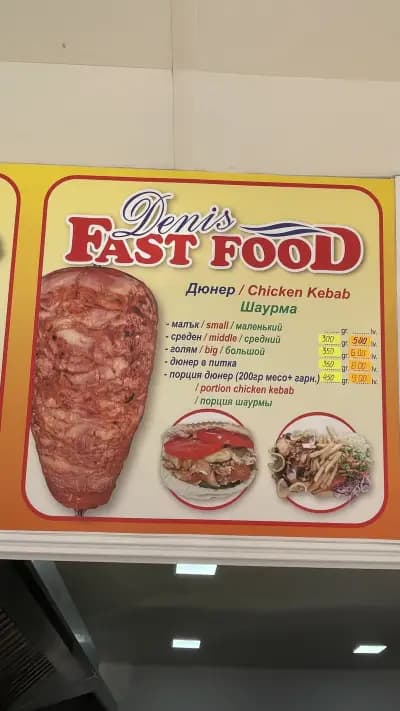 Denis
FAST FOOD
Дюнер / Chicken Kebab
Шаурма
- малък / small / маленький ...... gr. ...... lv.
- среден / middle / средний 300 gr. 5.00 lv.
- голям / big / большой 350 gr. 6.00 lv.
- дюнер в питка 360 gr. 8.00 lv.
- порция дюнер (200гр месо+ гарн.) 450 gr. 9.00 lv.
/ portion chicken kebab
/ порция шаурмы